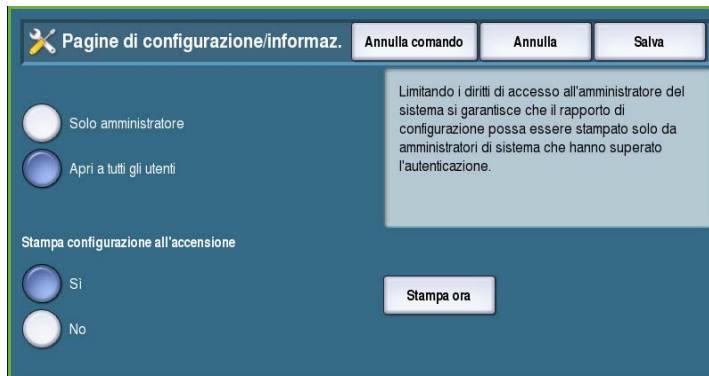 Pagine di configurazione/informaz.
Annulla comando
Annulla
Salva
Solo amministratore
Apri a tutti gli utenti
Limitando i diritti di accesso all'amministratore del
sistema si garantisce che il rapporto di
configurazione possa essere stampato solo da
amministratori di sistema che hanno superato
l'autenticazione.
Stampa configurazione all'accensione
Sì
No
Stampa ora